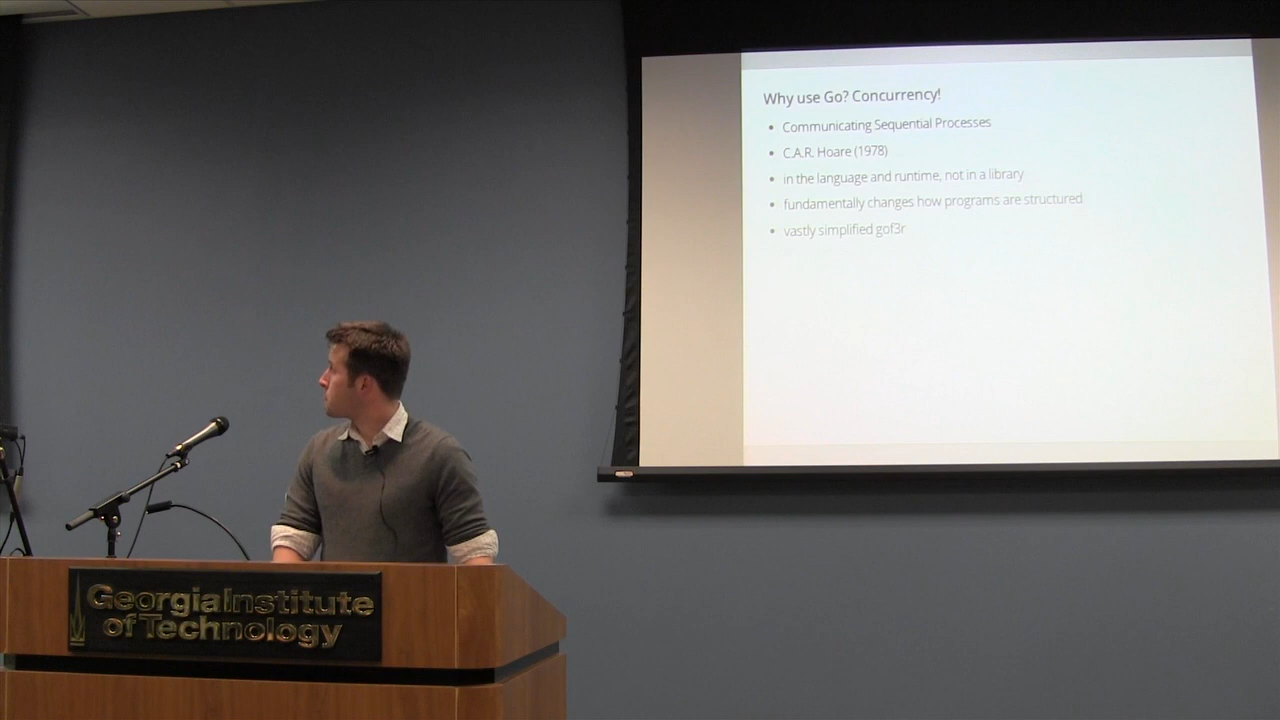 Why use Go? Concurrency!
Communicating Sequential Processes
C.A.R. Hoare (1978)
in the language and runtime, not in a library
fundamentally changes how programs are structured
vastly simplified gof3r
Georgia Institute
of Technology